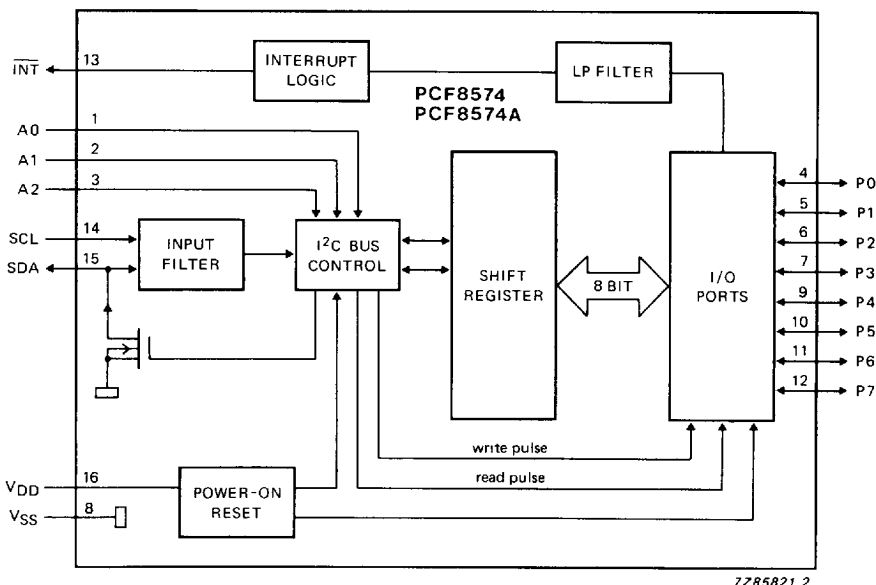 INT
13
INTERRUPT
LOGIC
LP FILTER
PCF8574
PCF8574A
A0
1
A1
2
A2
3
SCL
14
SDA
15
INPUT
FILTER
I²C BUS
CONTROL
SHIFT
REGISTER
8 BIT
I/O
PORTS
4
P0
5
P1
6
P2
7
P3
9
P4
10
P5
11
P6
12
P7
write pulse
read pulse
VDD
16
VSS
8
POWER-ON
RESET
7Z85821.2